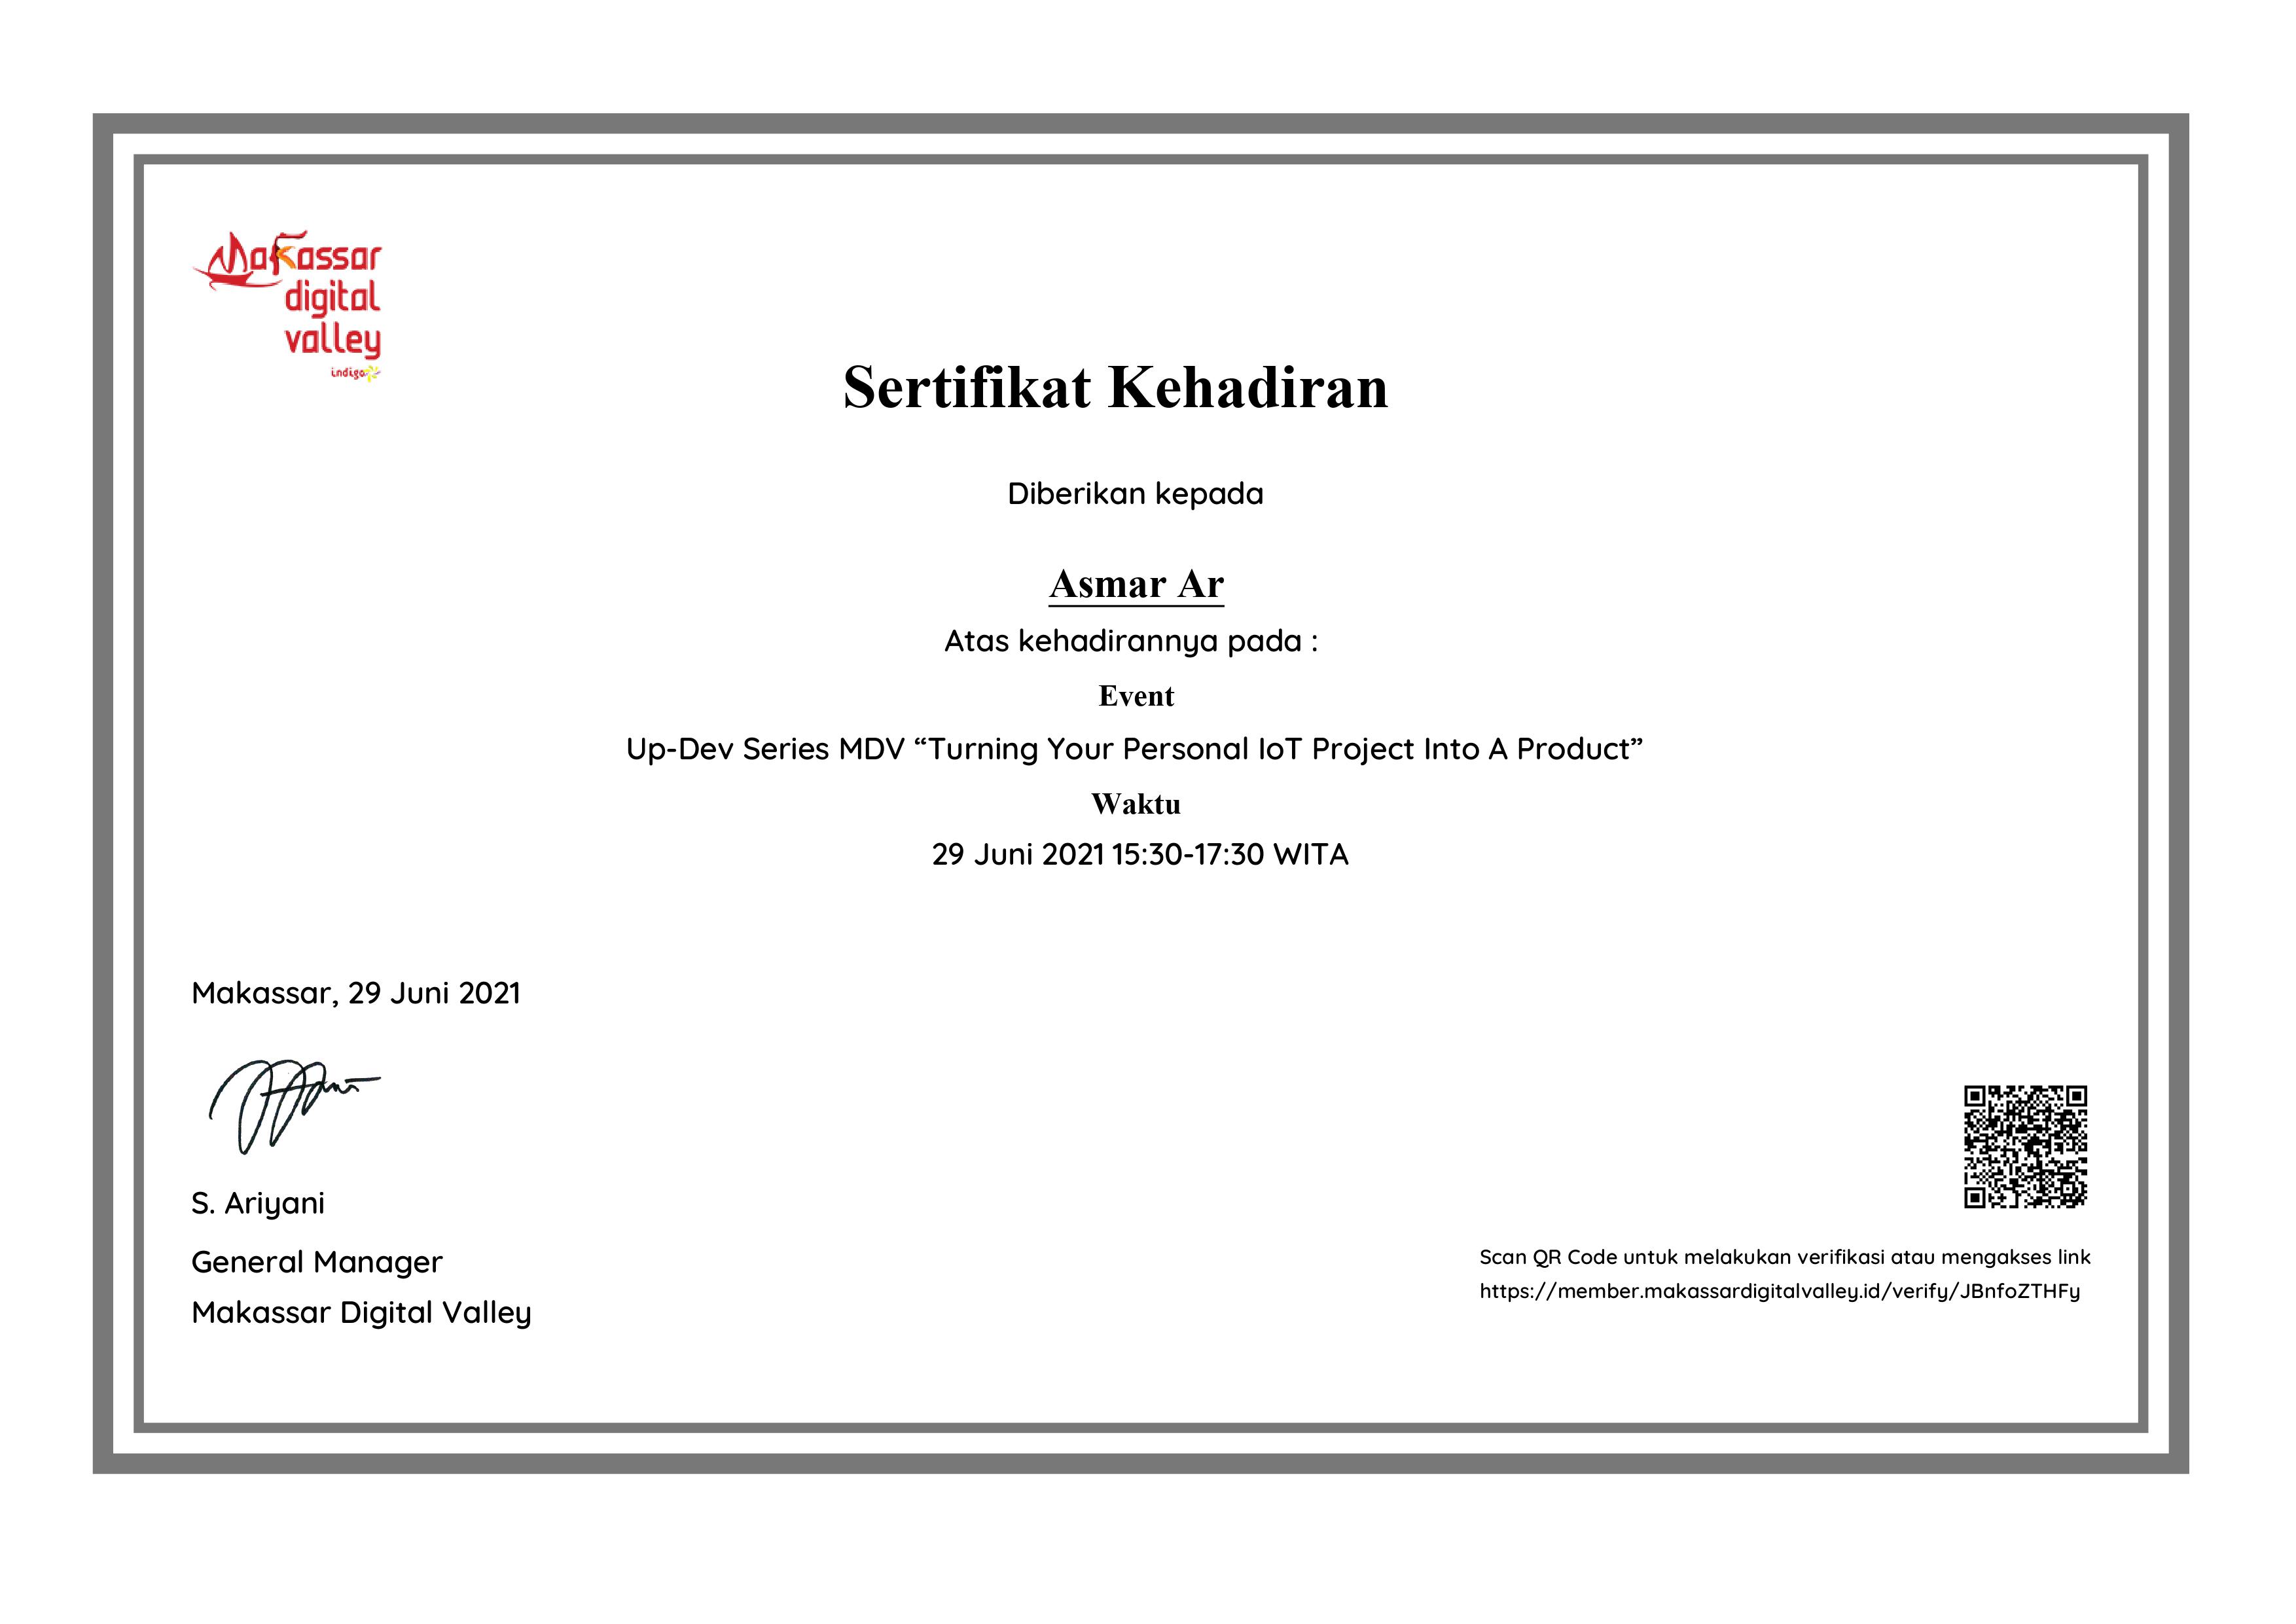 Makassar
digital
valley
indigo
Sertifikat Kehadiran
Diberikan kepada
Asmar Ar
Atas kehadirannya pada :
Event
Up-Dev Series MDV “Turning Your Personal IoT Project Into A Product”
Waktu
29 Juni 2021 15:30-17:30 WITA
Makassar, 29 Juni 2021
S. Ariyani
General Manager
Makassar Digital Valley
Scan QR Code untuk melakukan verifikasi atau mengakses link
https://member.makassardigitalvalley.id/verify/JBnfoZTHFy